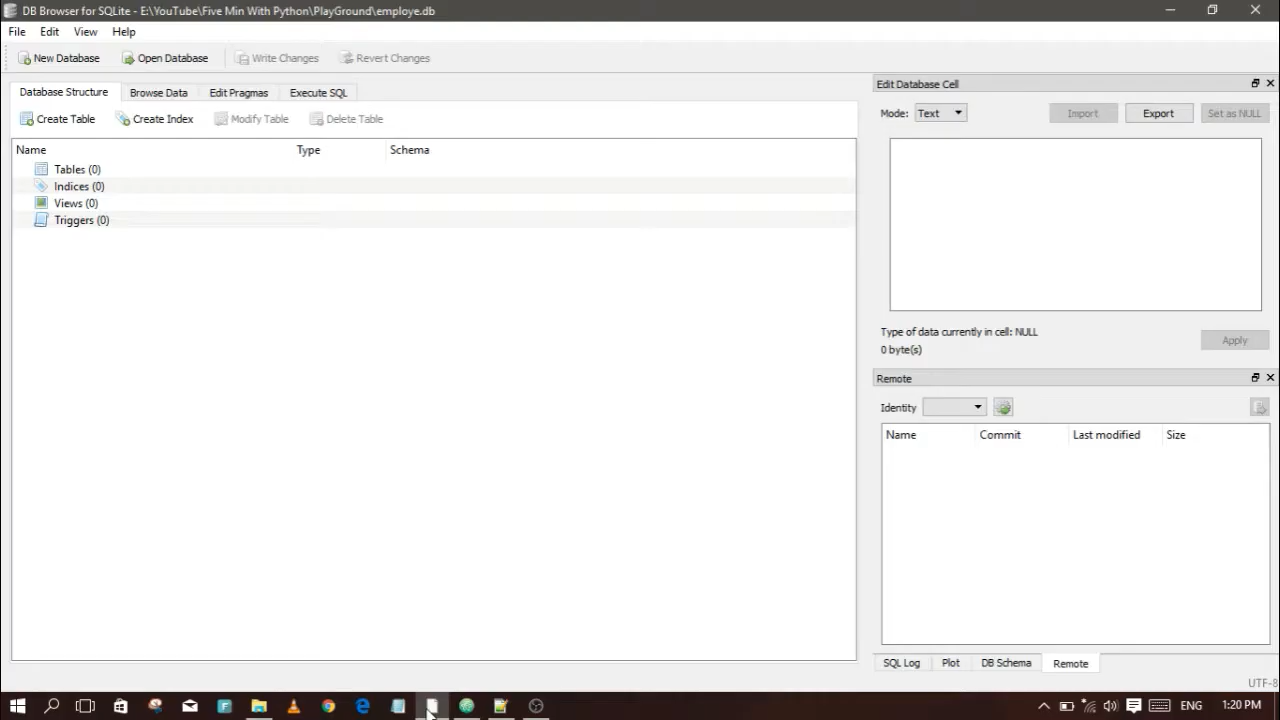 DB Browser for SQLite - E:\YouTube\Five Min With Python\PlayGround\employe.db
File Edit View Help
New Database Open Database Write Changes Revert Changes
Database Structure Browse Data Edit Pragmas Execute SQL
Create Table Create Index Modify Table Delete Table
Name Type Schema
Tables (0)
Indices (0)
Views (0)
Triggers (0)
Edit Database Cell
Mode: Text Import Export Set as NULL
Type of data currently in cell: NULL
0 byte(s)
Apply
Remote
Identity
Name Commit Last modified Size
SQL Log Plot DB Schema Remote
UTF-8
ENG 1:20 PM